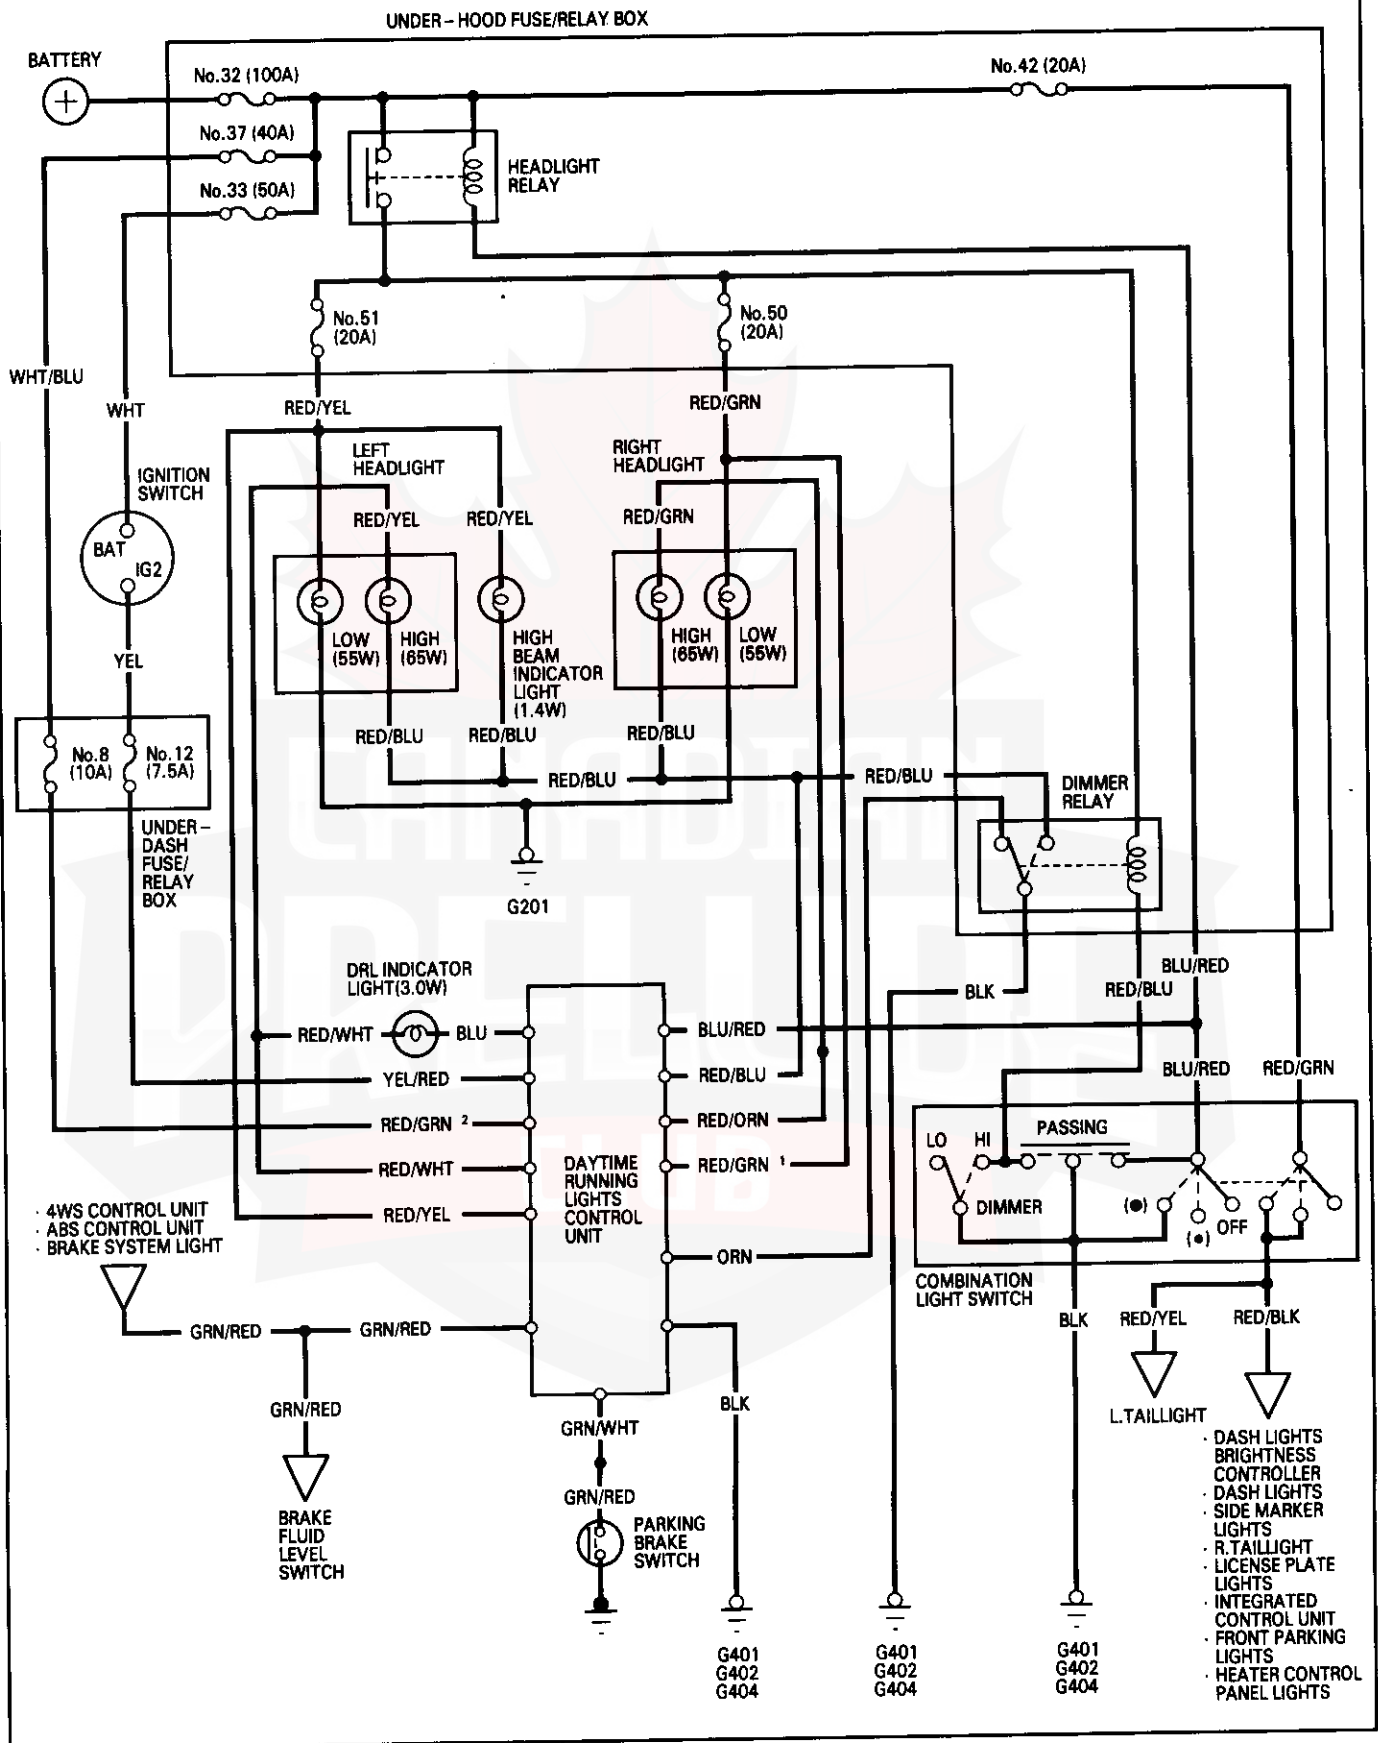 UNDER-HOOD FUSE/RELAY BOX
BATTERY
No.32 (100A)
No.42 (20A)
No.37 (40A)
HEADLIGHT
RELAY
No.33 (50A)
No.51
(20A)
No.50
(20A)
WHT/BLU
WHT
RED/YEL
RED/GRN
IGNITION
SWITCH
LEFT
HEADLIGHT
RIGHT
HEADLIGHT
RED/YEL
RED/YEL
RED/GRN
BAT
IG2
LOW
(55W)
HIGH
(65W)
HIGH
BEAM
INDICATOR
LIGHT
(1.4W)
HIGH
(65W)
LOW
(55W)
YEL
RED/BLU
RED/BLU
RED/BLU
No.8
(10A)
No.12
(7.5A)
RED/BLU
RED/BLU
DIMMER
RELAY
UNDER-
DASH
FUSE/
RELAY
BOX
G201
CANADIAN
PRELUDE
CLUB
DRL INDICATOR
LIGHT(3.0W)
BLK
BLU/RED
RED/BLU
RED/WHT
BLU
BLU/RED
YEL/RED
RED/BLU
BLU/RED
RED/GRN
RED/GRN 2
RED/ORN
LO
HI
PASSING
RED/WHT
DAYTIME
RUNNING
LIGHTS
CONTROL
UNIT
RED/GRN 1
RED/YEL
DIMMER
(●)
(●)
OFF
· 4WS CONTROL UNIT
· ABS CONTROL UNIT
· BRAKE SYSTEM LIGHT
ORN
COMBINATION
LIGHT SWITCH
GRN/RED
GRN/RED
BLK
RED/YEL
RED/BLK
GRN/RED
BLK
L.TAILLIGHT
GRN/WHT
GRN/RED
BRAKE
FLUID
LEVEL
SWITCH
PARKING
BRAKE
SWITCH
· DASH LIGHTS
BRIGHTNESS
CONTROLLER
· DASH LIGHTS
· SIDE MARKER
LIGHTS
· R.TAILLIGHT
· LICENSE PLATE
LIGHTS
· INTEGRATED
CONTROL UNIT
· FRONT PARKING
LIGHTS
· HEATER CONTROL
PANEL LIGHTS
G401
G402
G404
G401
G402
G404
G401
G402
G404